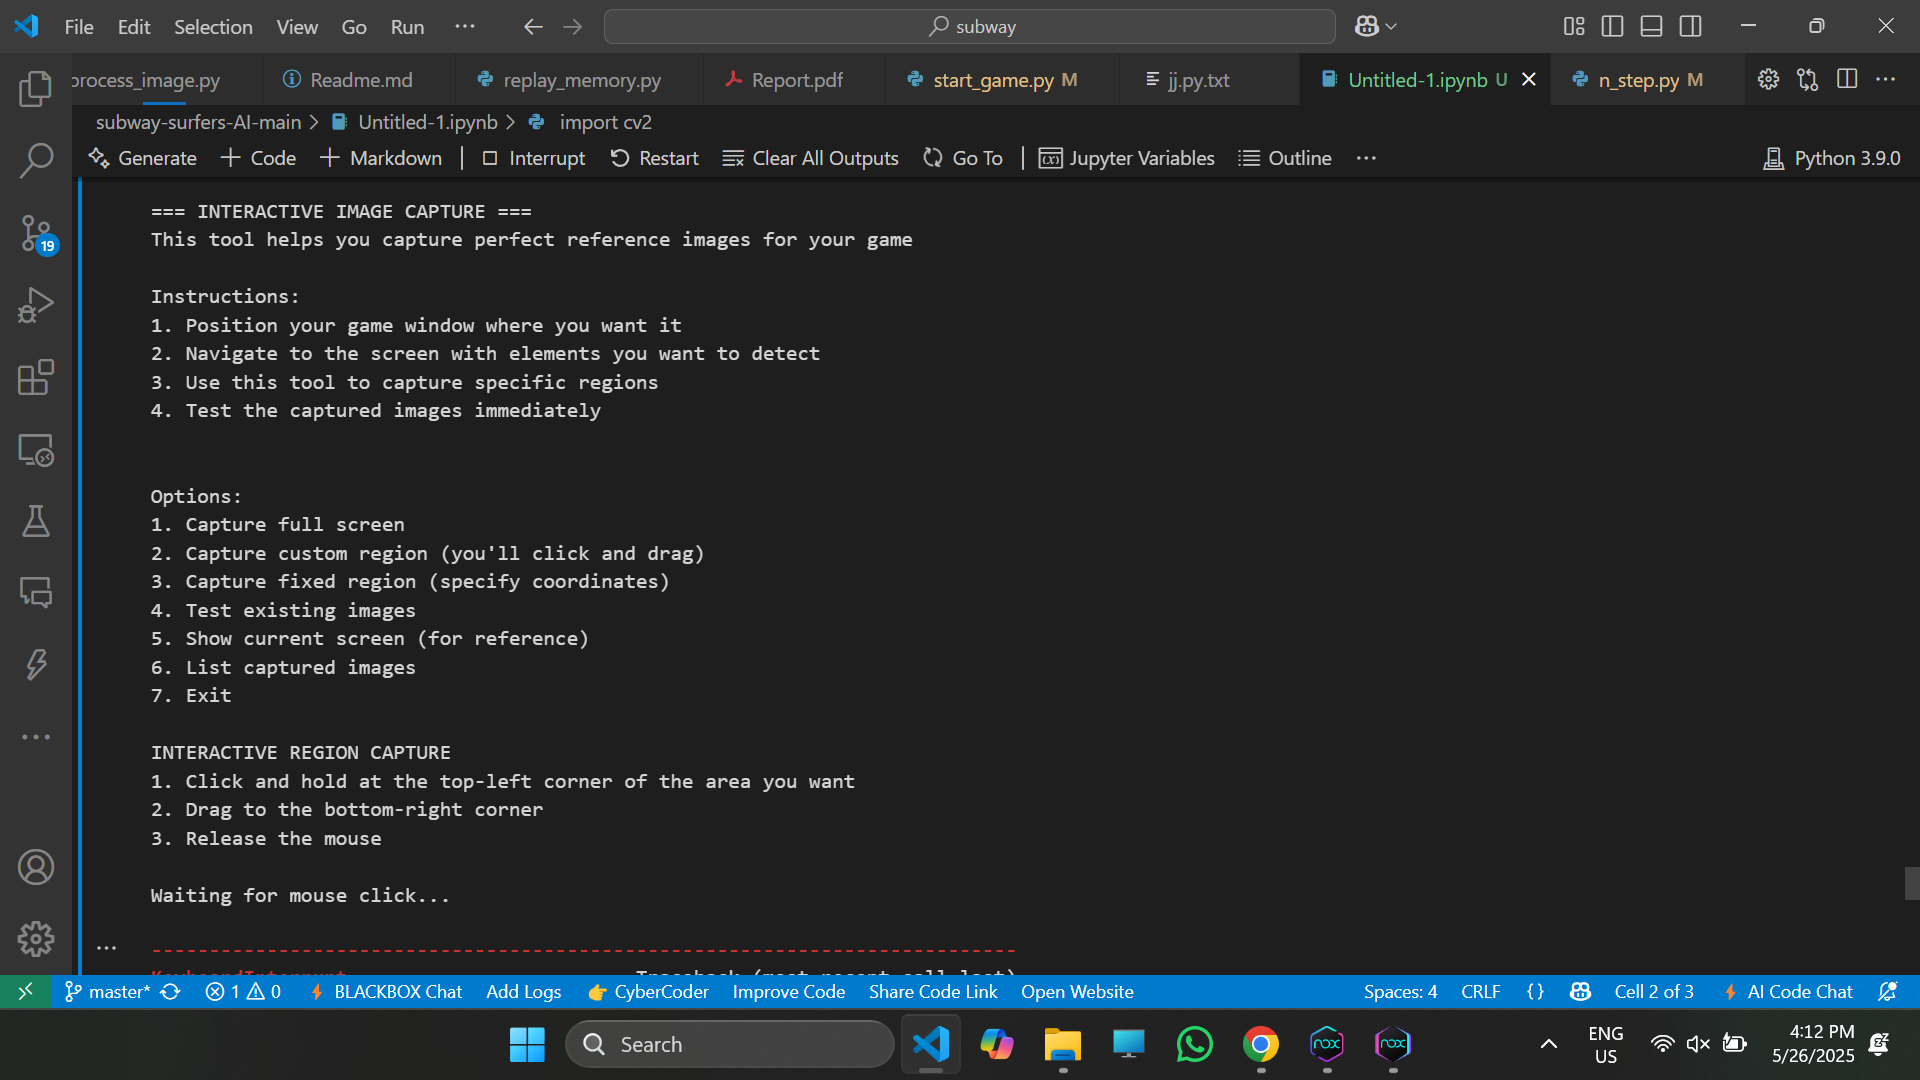 File Edit Selection View Go Run ··· subway
process_image.py Readme.md replay_memory.py Report.pdf start_game.py M jj.py.txt Untitled-1.ipynb U n_step.py M
subway-surfers-AI-main > Untitled-1.ipynb > import cv2
Generate + Code + Markdown Interrupt Restart Clear All Outputs Go To Jupyter Variables Outline ··· Python 3.9.0
=== INTERACTIVE IMAGE CAPTURE ===
This tool helps you capture perfect reference images for your game
Instructions:
1. Position your game window where you want it
2. Navigate to the screen with elements you want to detect
3. Use this tool to capture specific regions
4. Test the captured images immediately
Options:
1. Capture full screen
2. Capture custom region (you'll click and drag)
3. Capture fixed region (specify coordinates)
4. Test existing images
5. Show current screen (for reference)
6. List captured images
7. Exit
INTERACTIVE REGION CAPTURE
1. Click and hold at the top-left corner of the area you want
2. Drag to the bottom-right corner
3. Release the mouse
Waiting for mouse click...
---------------------------------------------------------------------------
KeyboardInterrupt Traceback (most recent call last)
19
master* 1 0 BLACKBOX Chat Add Logs CyberCoder Improve Code Share Code Link Open Website Spaces: 4 CRLF {} Cell 2 of 3 AI Code Chat
Search
nox nox
ENG
US
4:12 PM
5/26/2025